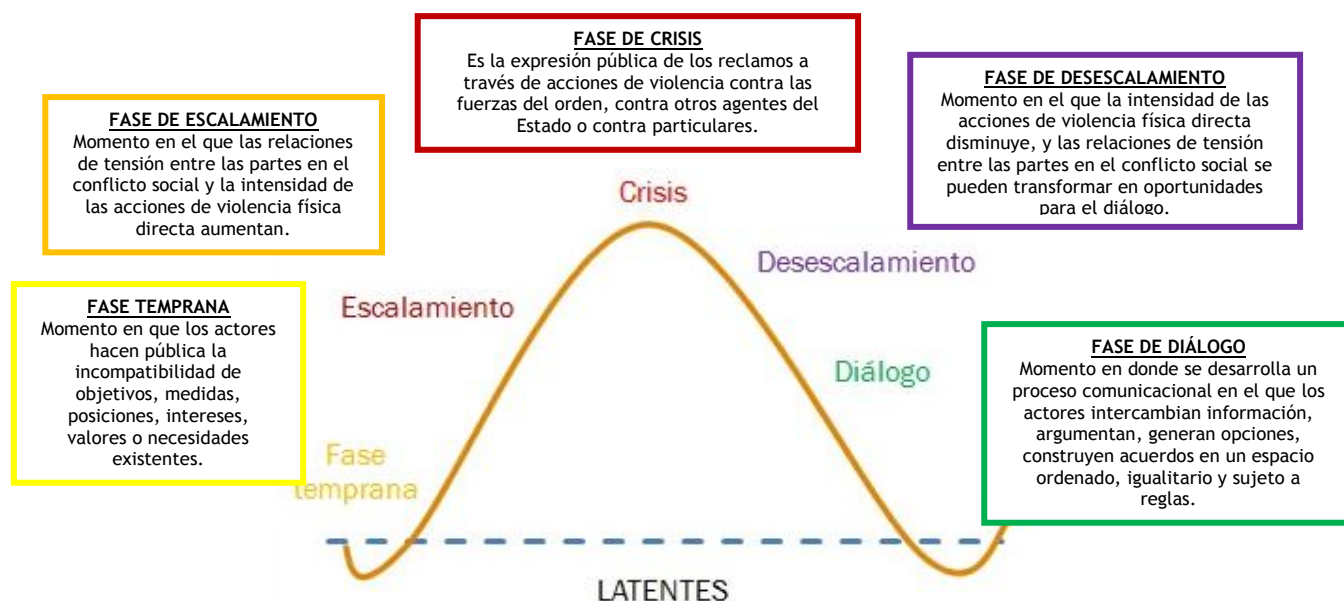 FASE DE CRISIS
Es la expresión pública de los reclamos a
través de acciones de violencia contra las
fuerzas del orden, contra otros agentes del
Estado o contra particulares.
FASE DE DESESCALAMIENTO
Momento en el que la intensidad de las
acciones de violencia física directa
disminuye, y las relaciones de tensión
entre las partes en el conflicto social se
pueden transformar en oportunidades
para el diálogo.
FASE DE ESCALAMIENTO
Momento en el que las relaciones
de tensión entre las partes en el
conflicto social y la intensidad de
las acciones de violencia física
directa aumentan.
Crisis
Desescalamiento
Escalamiento
FASE TEMPRANA
Momento en que los actores
hacen pública la
incompatibilidad de
objetivos, medidas,
posiciones, intereses,
valores o necesidades
existentes.
Diálogo
FASE DE DIÁLOGO
Momento en donde se desarrolla un
proceso comunicacional en el que los
actores intercambian información,
argumentan, generan opciones,
construyen acuerdos en un espacio
ordenado, igualitario y sujeto a
reglas.
Fase
temprana
LATENTES